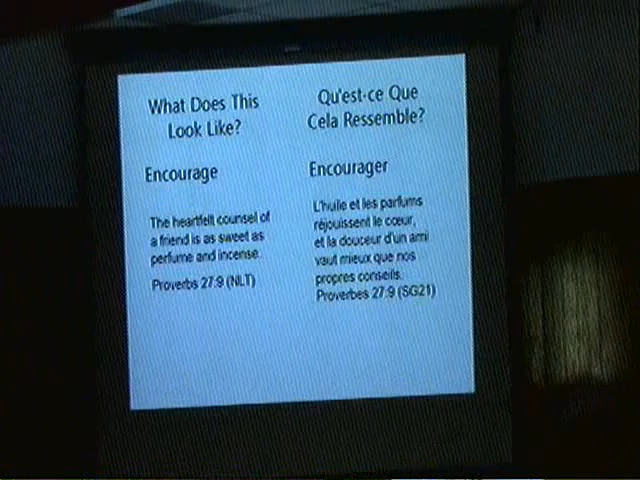 What Does This
Look Like?
Encourage
The heartfelt counsel of
a friend is as sweet as
perfume and incense.
Proverbs 27:9 (NLT)
Qu'est-ce Que
Cela Ressemble?
Encourager
L'huile et les parfums
réjouissent le cœur,
et la douceur d'un ami
vaut mieux que nos
propres conseils.
Proverbes 27:9 (SG21)